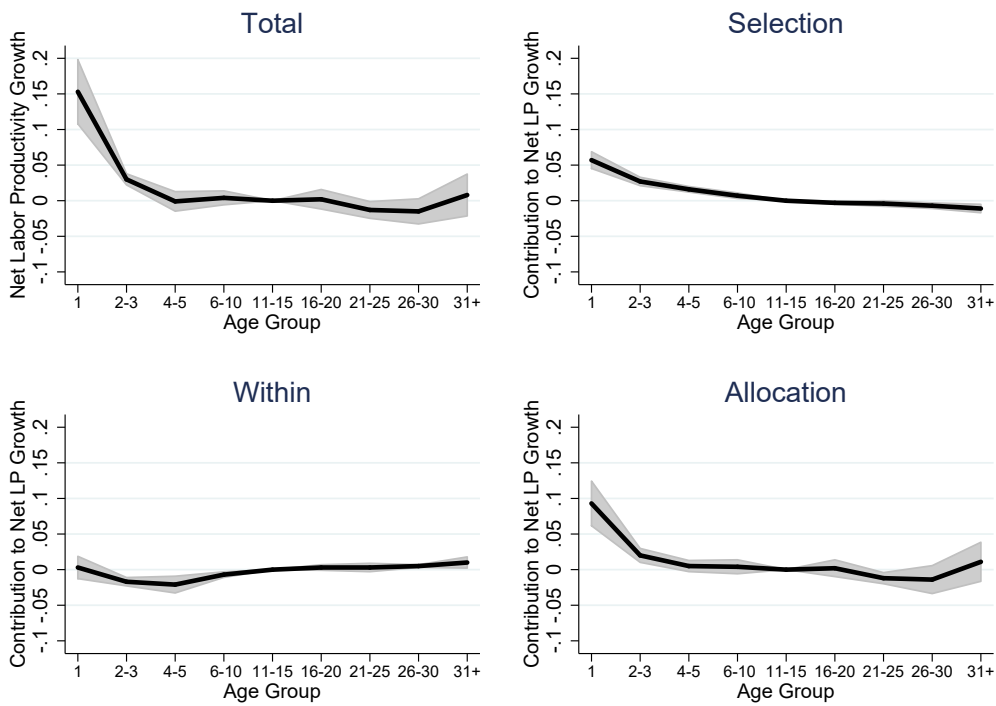 Total
Net Labor Productivity Growth
.2
.15
.1
.05
0
-.05
-.1
1 2-3 4-5 6-10 11-15 16-20 21-25 26-30 31+
Age Group
Selection
Contribution to Net LP Growth
.2
.15
.1
.05
0
-.05
-.1
1 2-3 4-5 6-10 11-15 16-20 21-25 26-30 31+
Age Group
Within
Contribution to Net LP Growth
.2
.15
.1
.05
0
-.05
-.1
1 2-3 4-5 6-10 11-15 16-20 21-25 26-30 31+
Age Group
Allocation
Contribution to Net LP Growth
.2
.15
.1
.05
0
-.05
-.1
1 2-3 4-5 6-10 11-15 16-20 21-25 26-30 31+
Age Group